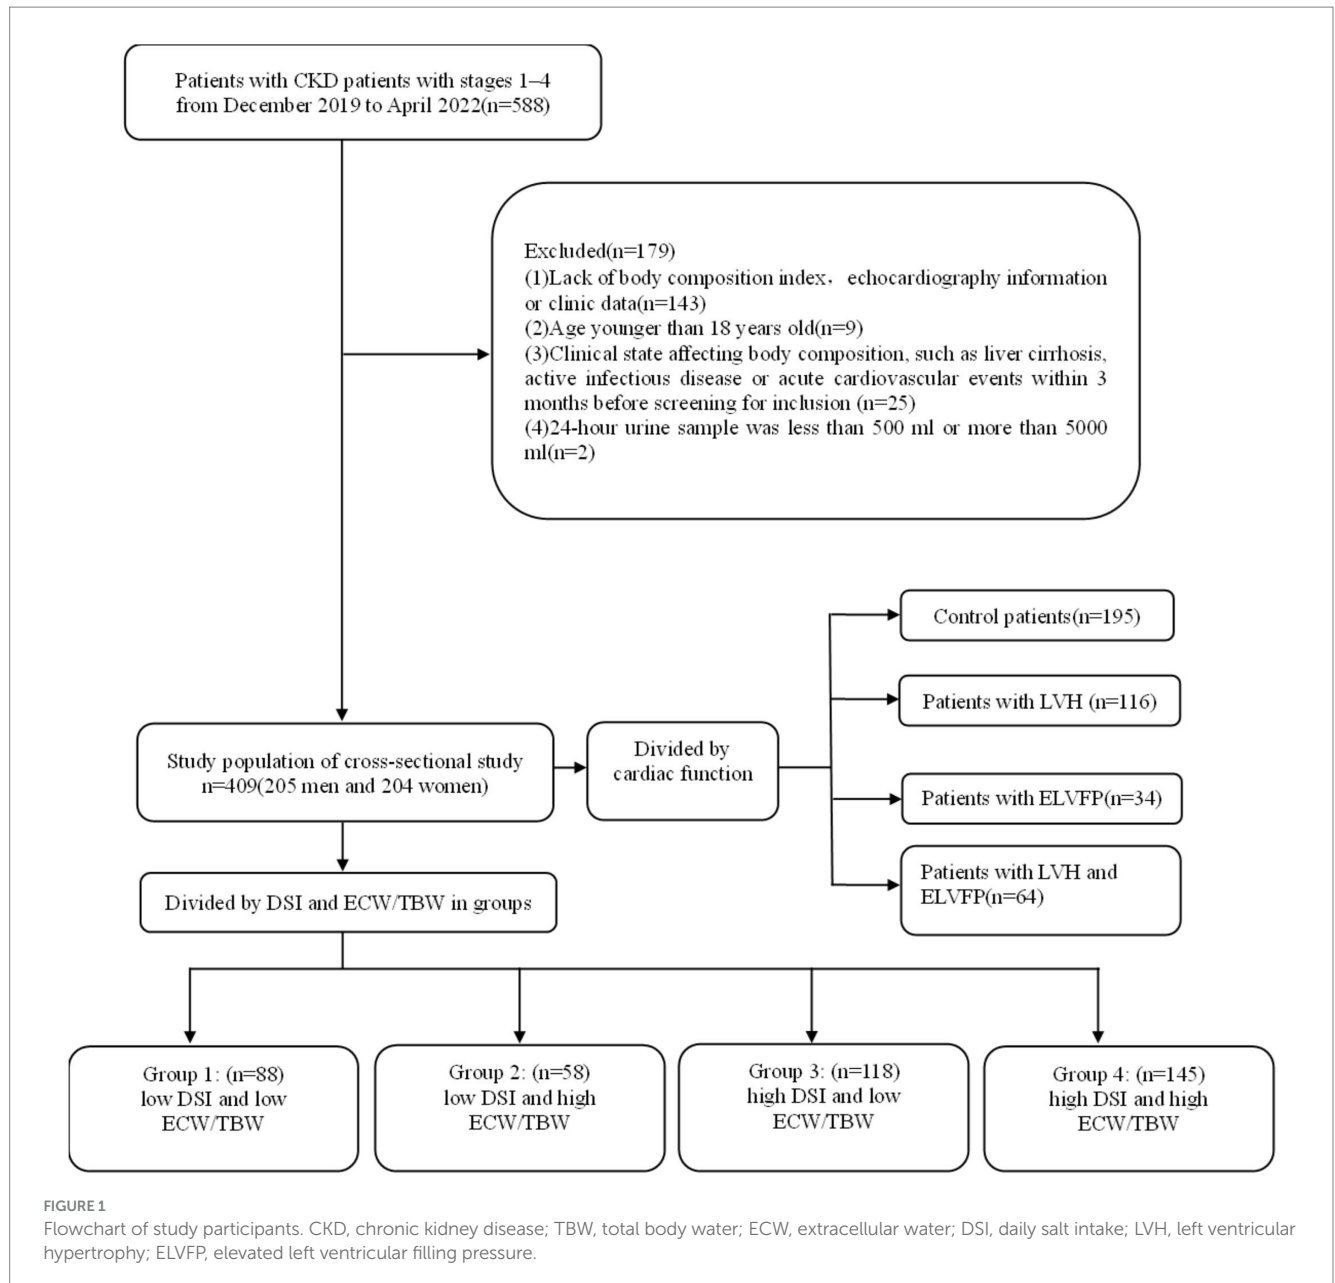 Patients with CKD patients with stages 1–4
from December 2019 to April 2022(n=588)
Excluded(n=179)
(1)Lack of body composition index，echocardiography information
or clinic data(n=143)
(2)Age younger than 18 years old(n=9)
(3)Clinical state affecting body composition, such as liver cirrhosis,
active infectious disease or acute cardiovascular events within 3
months before screening for inclusion (n=25)
(4)24-hour urine sample was less than 500 ml or more than 5000
ml(n=2)
Control patients(n=195)
Patients with LVH (n=116)
Study population of cross-sectional study
n=409(205 men and 204 women)
Divided by
cardiac function
Patients with ELVFP(n=34)
Patients with LVH and
ELVFP(n=64)
Divided by DSI and ECW/TBW in groups
Group 1: (n=88)
low DSI and low
ECW/TBW
Group 2: (n=58)
low DSI and high
ECW/TBW
Group 3: (n=118)
high DSI and low
ECW/TBW
Group 4: (n=145)
high DSI and high
ECW/TBW
FIGURE 1
Flowchart of study participants. CKD, chronic kidney disease; TBW, total body water; ECW, extracellular water; DSI, daily salt intake; LVH, left ventricular
hypertrophy; ELVFP, elevated left ventricular filling pressure.